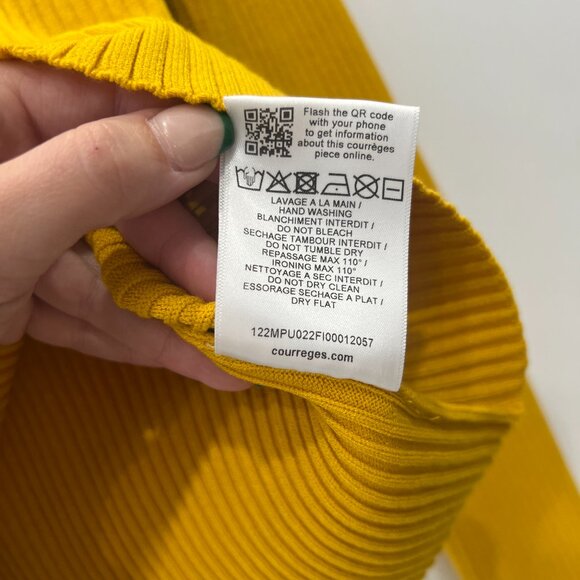 Flash the QR code
with your phone
to get information
about this courrèges
piece online.
LAVAGE A LA MAIN /
HAND WASHING
BLANCHIMENT INTERDIT /
DO NOT BLEACH
SECHAGE TAMBOUR INTERDIT /
DO NOT TUMBLE DRY
REPASSAGE MAX 110° /
IRONING MAX 110°
NETTOYAGE A SEC INTERDIT /
DO NOT DRY CLEAN
ESSORAGE SECHAGE A PLAT /
DRY FLAT
122MPU022FI00012057
courreges.com